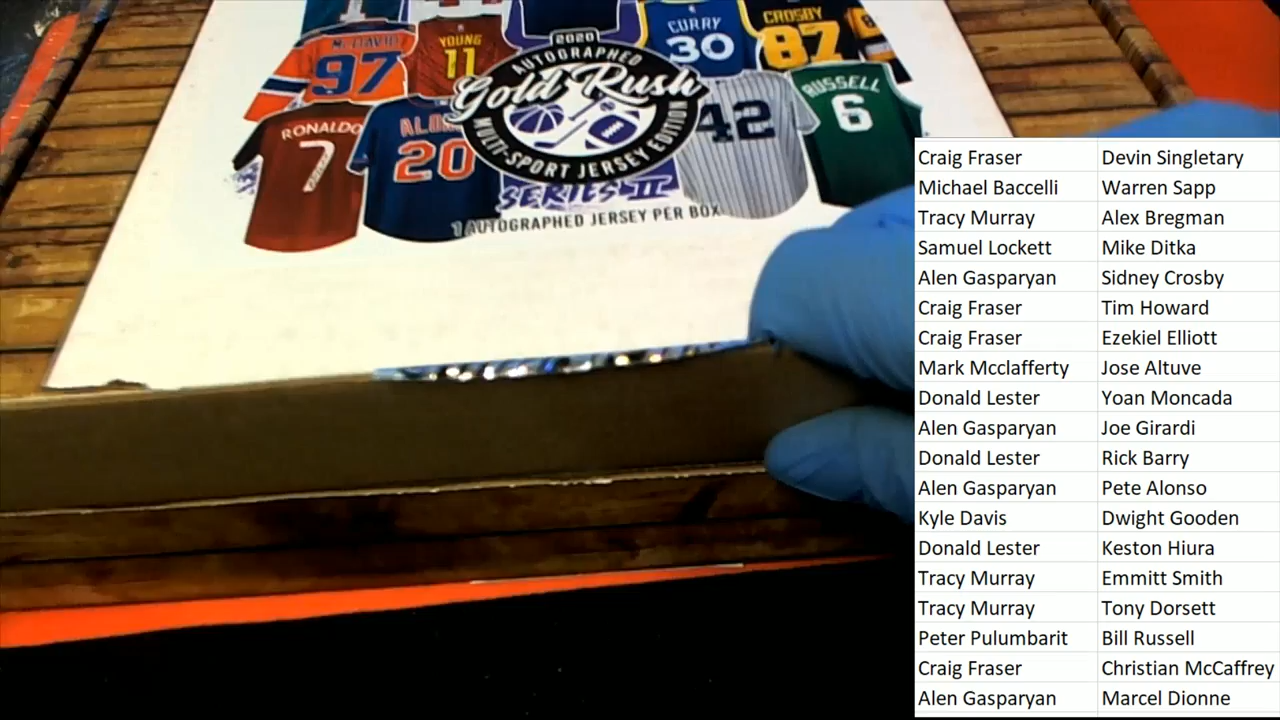 1
CURRY
30
CROSBY
87
8
McDAVID
97
YOUNG
11
2020
AUTOGRAPHED
Gold Rush
MULTI-SPORT JERSEY EDITION
SERIES II
1 AUTOGRAPHED JERSEY PER BOX
RONALDO
7
20
42
RUSSELL
6
Craig Fraser Devin Singletary
Michael Baccelli Warren Sapp
Tracy Murray Alex Bregman
Samuel Lockett Mike Ditka
Alen Gasparyan Sidney Crosby
Craig Fraser Tim Howard
Craig Fraser Ezekiel Elliott
Mark Mcclafferty Jose Altuve
Donald Lester Yoan Moncada
Alen Gasparyan Joe Girardi
Donald Lester Rick Barry
Alen Gasparyan Pete Alonso
Kyle Davis Dwight Gooden
Donald Lester Keston Hiura
Tracy Murray Emmitt Smith
Tracy Murray Tony Dorsett
Peter Pulumbarit Bill Russell
Craig Fraser Christian McCaffrey
Alen Gasparyan Marcel Dionne